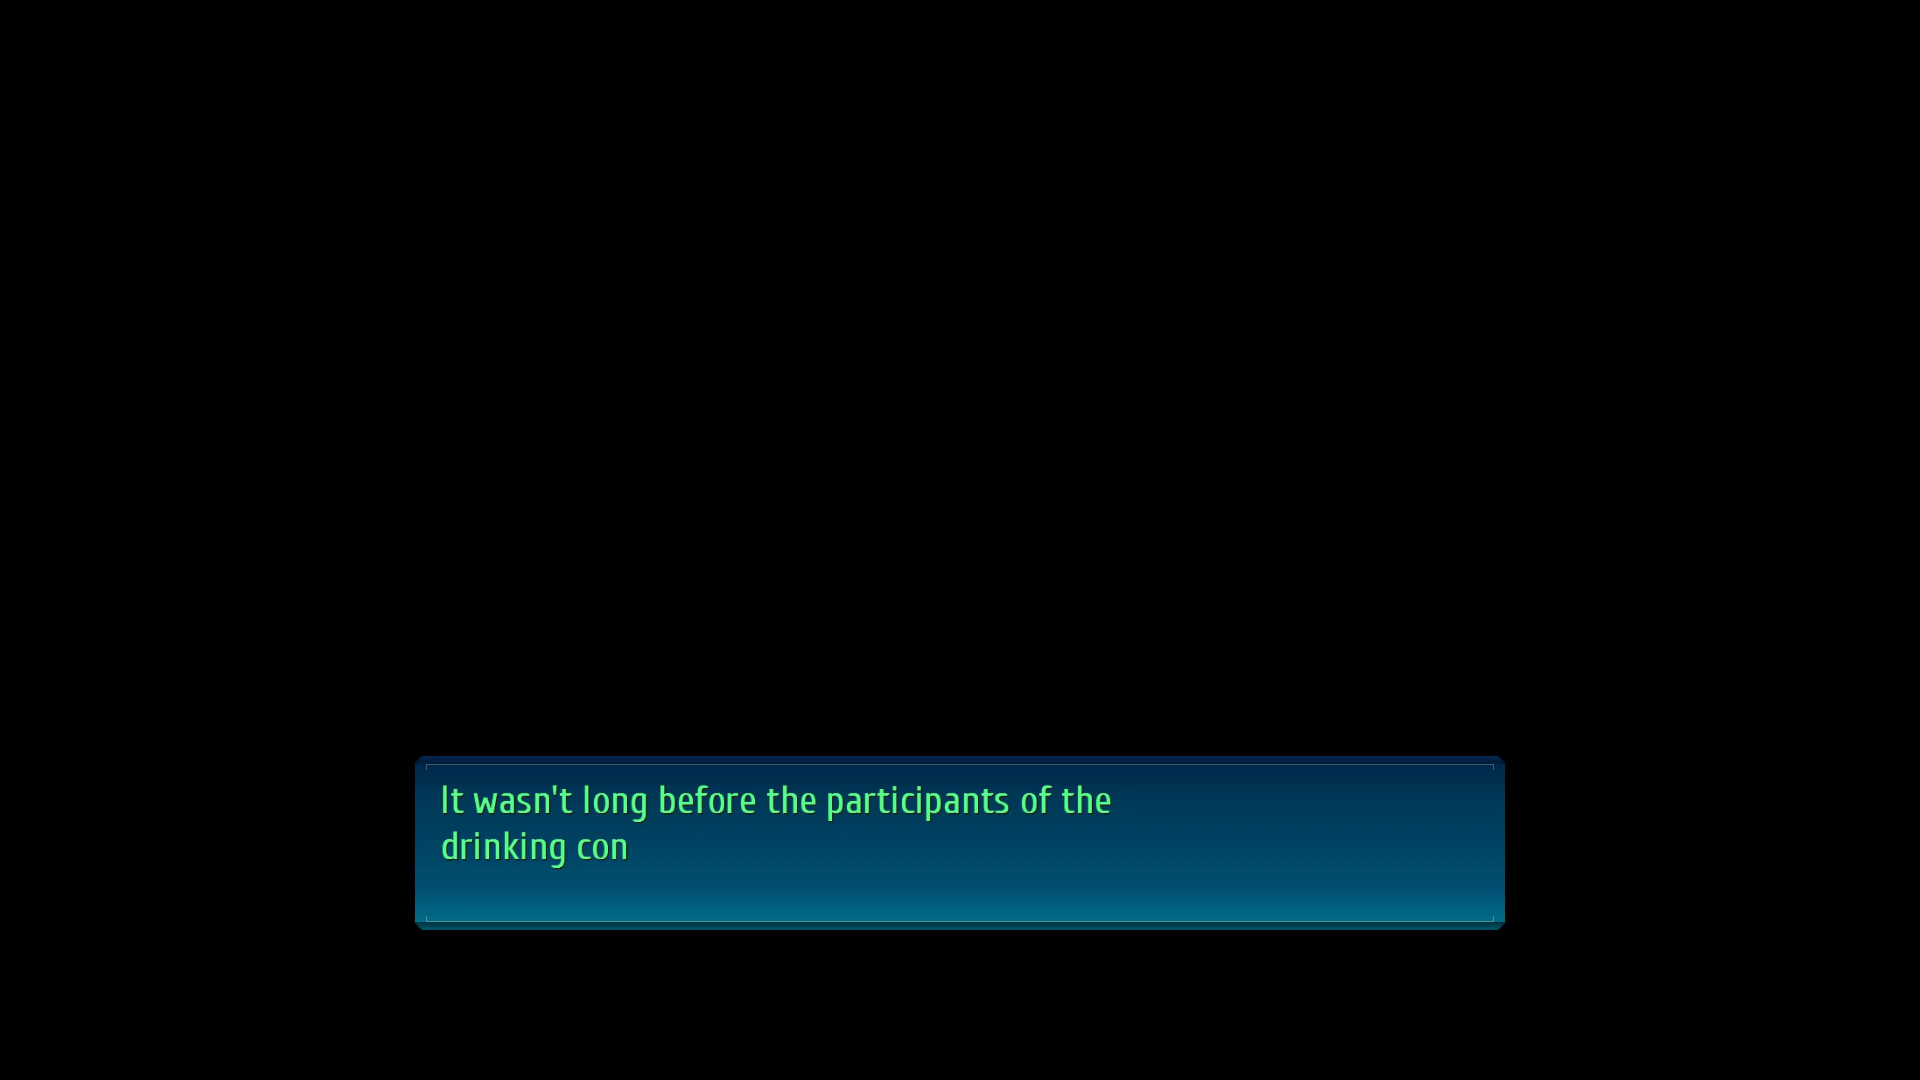 It wasn't long before the participants of the
drinking con